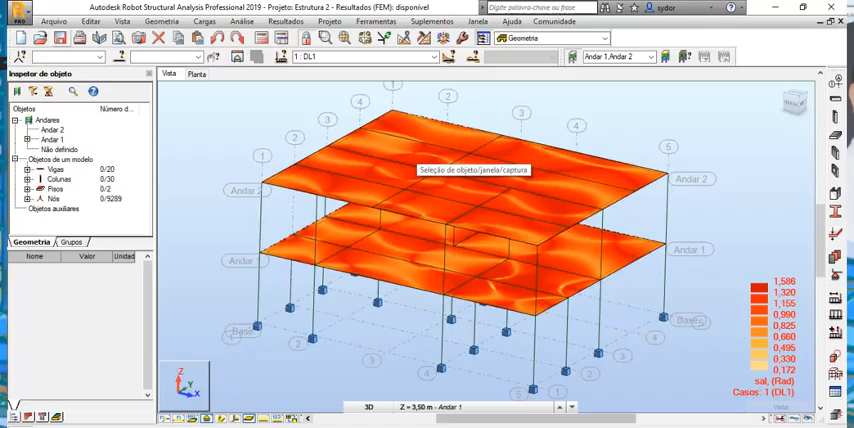 Autodesk Robot Structural Analysis Professional 2019 - Projeto: Estrutura 2 - Resultados (FEM): disponível
Digite palavra-chave ou frase
sydor
PRO
Arquivo Editar Vista Geometria Cargas Análise Resultados Projeto Ferramentas Suplementos Janela Ajuda Comunidade
Geometria
1 : DL1
Andar 1,Andar 2
Inspetor de objeto
Vista Planta
Objetos Número d...
Andares
Andar 2
Andar 1
Não definido
Objetos de um modelo
Vigas 0/20
Colunas 0/30
Pisos 0/2
Nós 0/9289
Objetos auxiliares
Geometria Grupos
Nome Valor Unidad
1
2
3
4
5
Andar 2
Seleção de objeto/janela/captura
Andar 1
Base
1,586
1,320
1,155
0,990
0,825
0,660
0,495
0,330
0,172
sal, (Rad)
Casos: 1 (DL1)
Vista
Z
Y
X
3D Z = 3,50 m - Andar 1